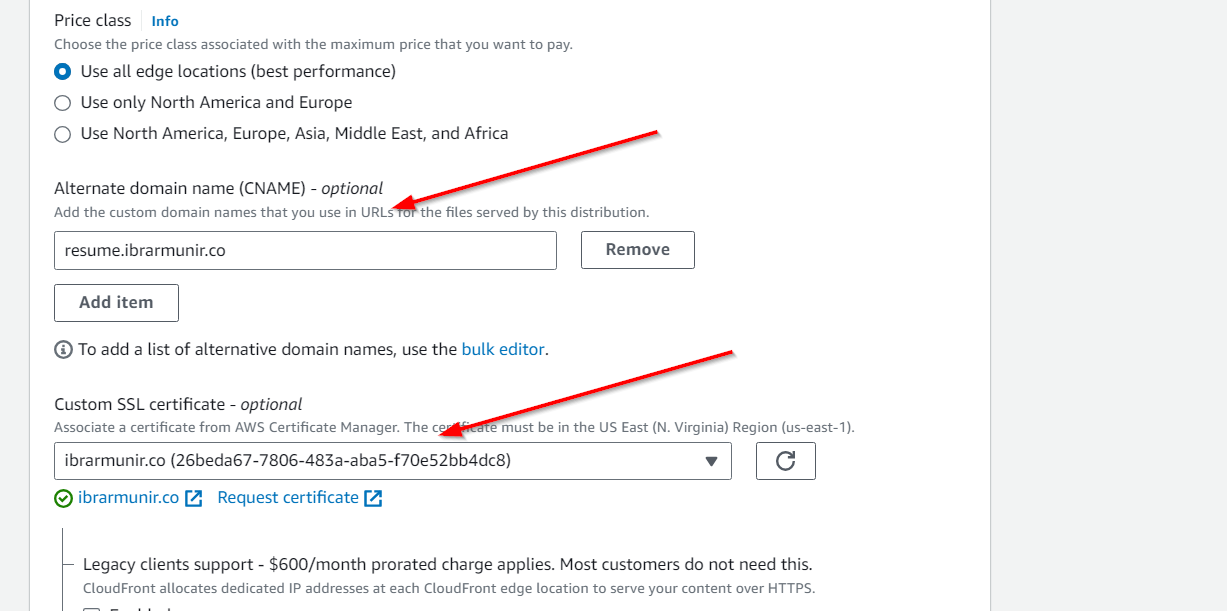 Price class Info
Choose the price class associated with the maximum price that you want to pay.
Use all edge locations (best performance)
Use only North America and Europe
Use North America, Europe, Asia, Middle East, and Africa
Alternate domain name (CNAME) - optional
Add the custom domain names that you use in URLs for the files served by this distribution.
resume.ibrarmunir.co
Remove
Add item
To add a list of alternative domain names, use the bulk editor.
Custom SSL certificate - optional
Associate a certificate from AWS Certificate Manager. The certificate must be in the US East (N. Virginia) Region (us-east-1).
ibrarmunir.co (26beda67-7806-483a-aba5-f70e52bb4dc8)
ibrarmunir.co Request certificate
Legacy clients support - $600/month prorated charge applies. Most customers do not need this.
CloudFront allocates dedicated IP addresses at each CloudFront edge location to serve your content over HTTPS.